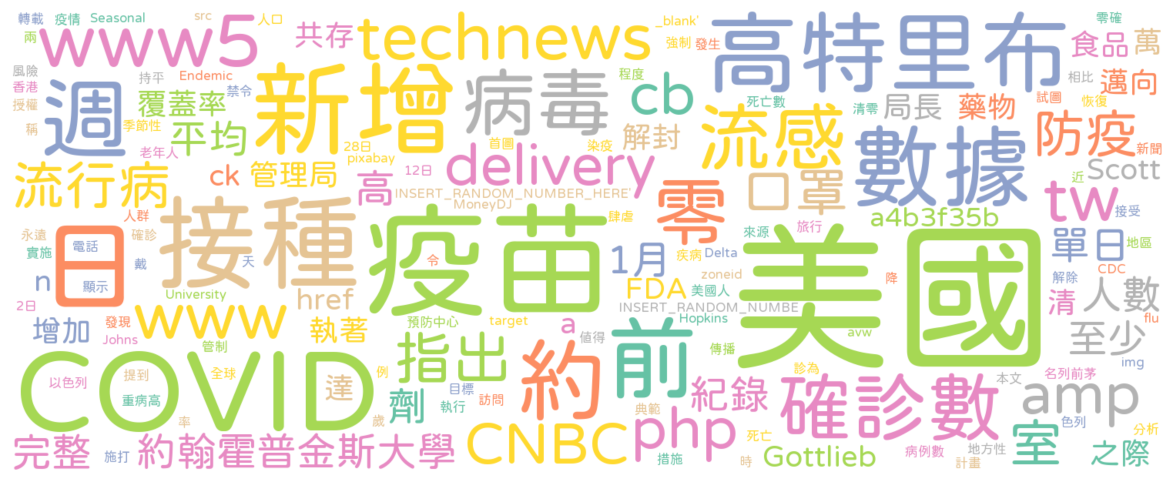 轉載 疫情 Seasonal src 人口
兩 www5 共存 technews _blank' 強制 發生 高特里布 零確
食品 萬
風險 香港 授權 稱 持平 Endemic 禁令
週 覆蓋率 新增 病毒 程度 cb 死亡數 清零 局長 藥物 相比 試圖 恢復 邁向
季節性 平均 28日 pixabay 首圖 染疫 解封 流感 數據 防疫 新聞
老年人 流行病 ck 管理局 12日 delivery 口罩 Scott
高 INSERT_RANDOM_NUMBER_HERE' MoneyDJ 肆虐 零 a4b3f35b tw 近 接受
人群 永遠 確診 實施 戴 電話 日 接種 疫苗 來源 旅行 美國 單日 地區
天 令 1月 疾病 Delta 解除 CDC
n 顯示 FDA 美國人 zoneid 降 清 人數
2日 University href INSERT_RANDOM_NUMBE flu
增加 發現 Johns www 執著 預防中心 target a 值得 前 Hopkins avw 至少
管制 傳播 img
COVID 以色列 提到 全球 達 例 指出 約 診為 本文 名列前茅
重病高 劑 執行 目標 訪問 紀錄 確診數 amp
率 歲 典範 色列 分析
完整 施打 約翰霍普金斯大學 CNBC php 死亡 措施 時 Gottlieb 病例數 地方性 計畫 室 之際